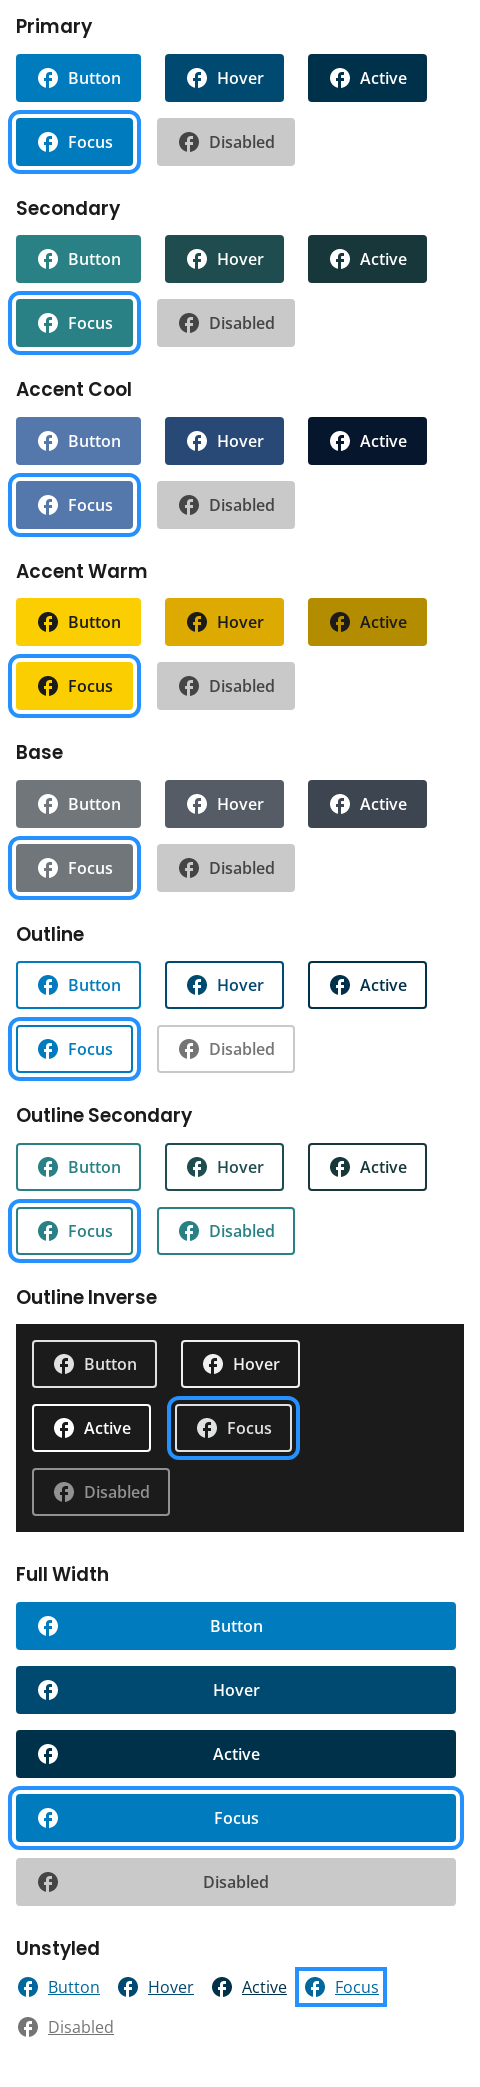 Primary
Button Hover Active
Focus Disabled
Secondary
Button Hover Active
Focus Disabled
Accent Cool
Button Hover Active
Focus Disabled
Accent Warm
Button Hover Active
Focus Disabled
Base
Button Hover Active
Focus Disabled
Outline
Button Hover Active
Focus Disabled
Outline Secondary
Button Hover Active
Focus Disabled
Outline Inverse
Button Hover
Active Focus
Disabled
Full Width
Button
Hover
Active
Focus
Disabled
Unstyled
Button Hover Active Focus
Disabled